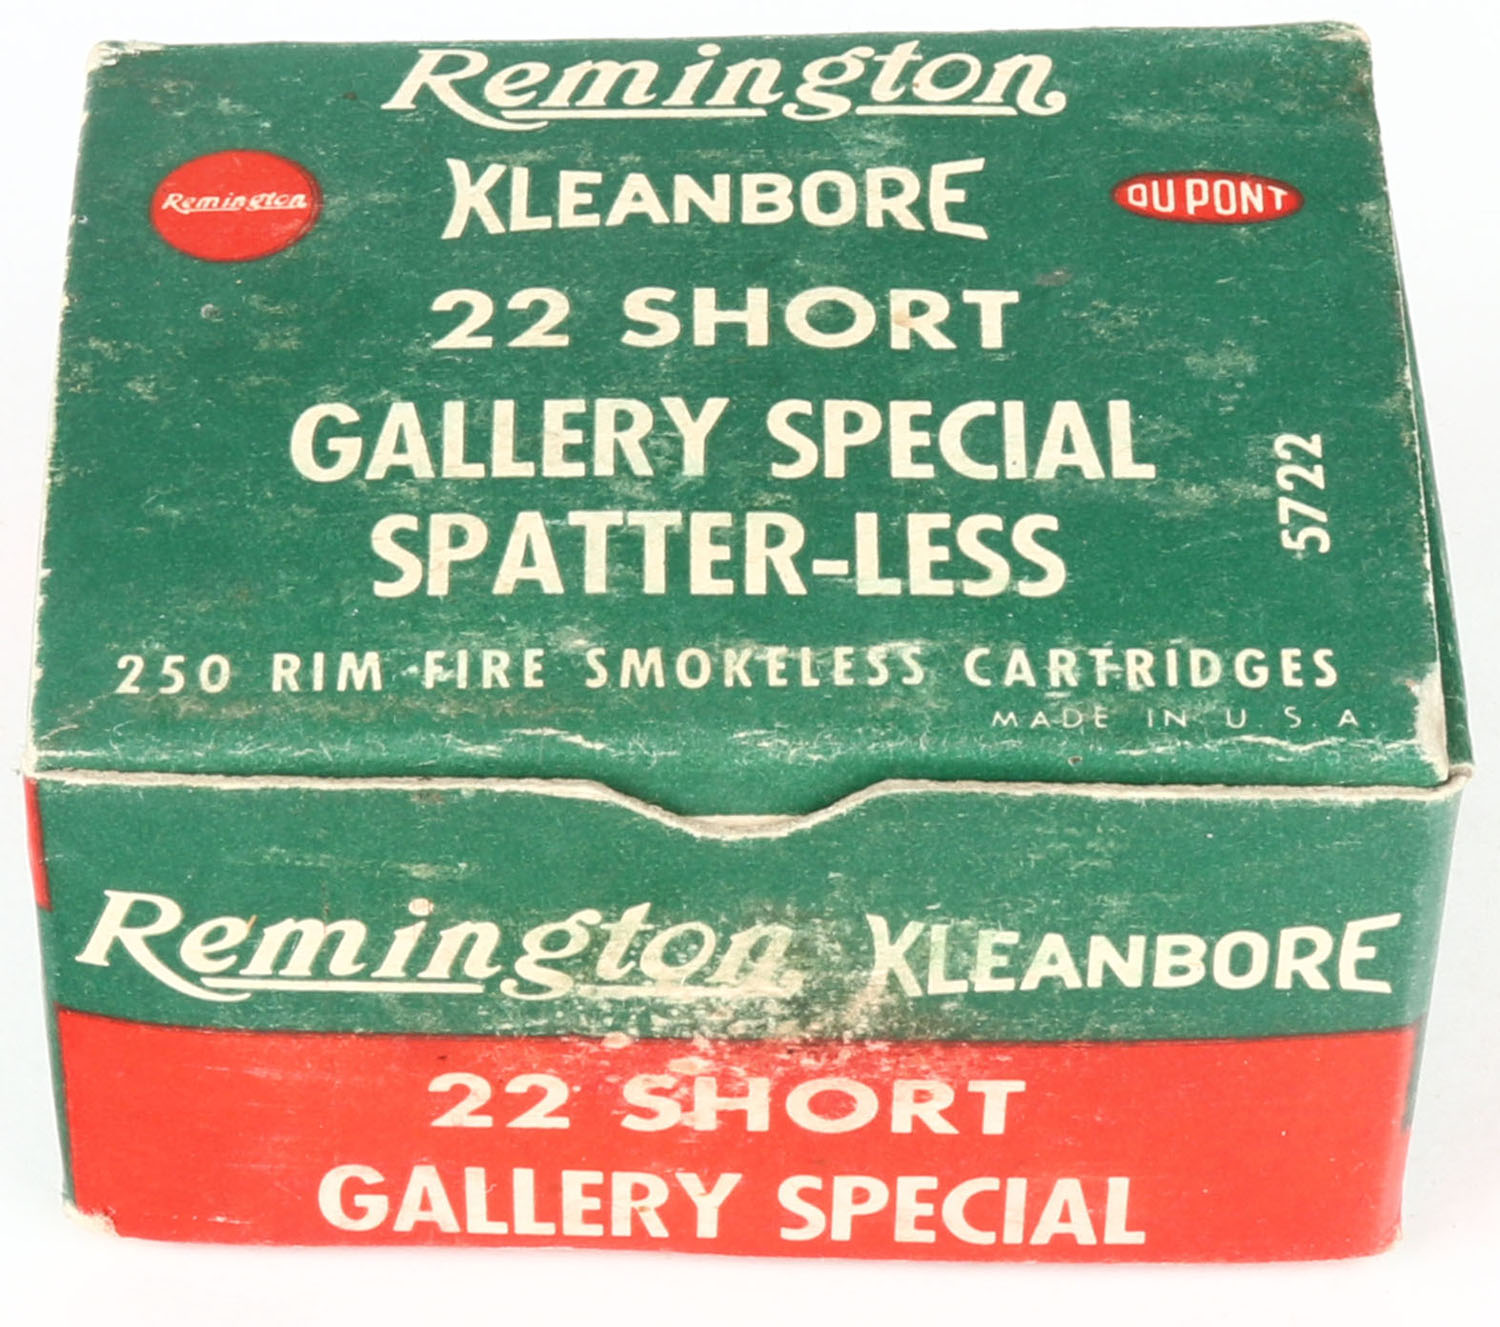 Remington
Remington
KLEANBORE
DU PONT
22 SHORT
GALLERY SPECIAL
SPATTER-LESS
5722
250 RIM FIRE SMOKELESS CARTRIDGES
MADE IN U. S. A.
Remington KLEANBORE
22 SHORT
GALLERY SPECIAL